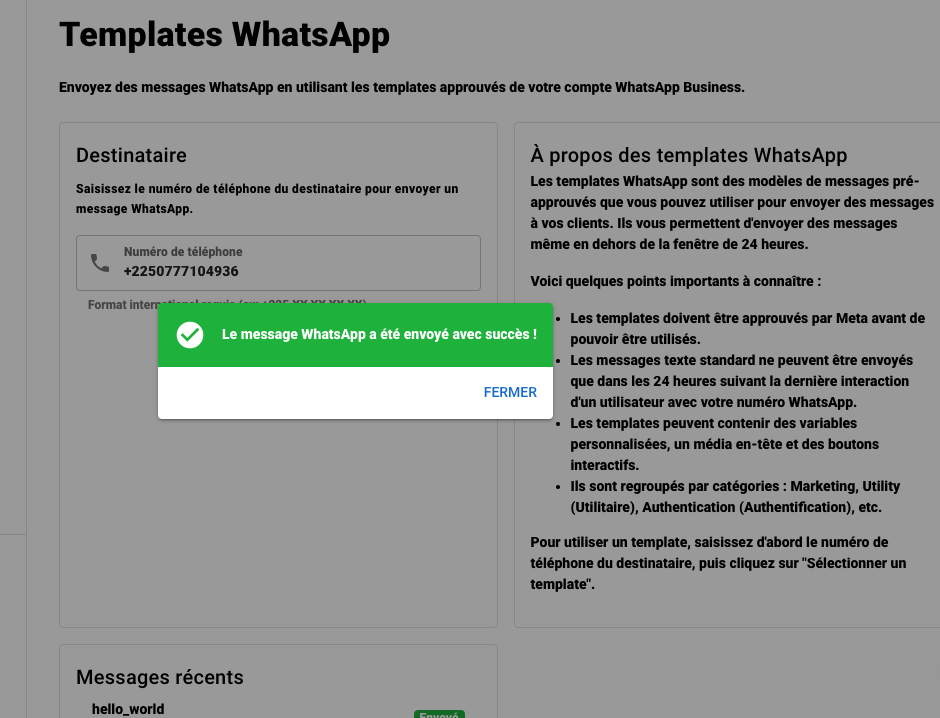 Templates WhatsApp
Envoyez des messages WhatsApp en utilisant les templates approuvés de votre compte WhatsApp Business.
Destinataire
Saisissez le numéro de téléphone du destinataire pour envoyer un
message WhatsApp.
Numéro de téléphone
+2250777104936
Format international requis (ex: +225 XX XX XX XX)
Le message WhatsApp a été envoyé avec succès !
FERMER
À propos des templates WhatsApp
Les templates WhatsApp sont des modèles de messages pré-
approuvés que vous pouvez utiliser pour envoyer des messages
à vos clients. Ils vous permettent d'envoyer des messages
même en dehors de la fenêtre de 24 heures.
Voici quelques points importants à connaître :
• Les templates doivent être approuvés par Meta avant de
pouvoir être utilisés.
• Les messages texte standard ne peuvent être envoyés
que dans les 24 heures suivant la dernière interaction
d'un utilisateur avec votre numéro WhatsApp.
• Les templates peuvent contenir des variables
personnalisées, un média en-tête et des boutons
interactifs.
• Ils sont regroupés par catégories : Marketing, Utility
(Utilitaire), Authentication (Authentification), etc.
Pour utiliser un template, saisissez d'abord le numéro de
téléphone du destinataire, puis cliquez sur "Sélectionner un
template".
Messages récents
hello_world
Envoyé